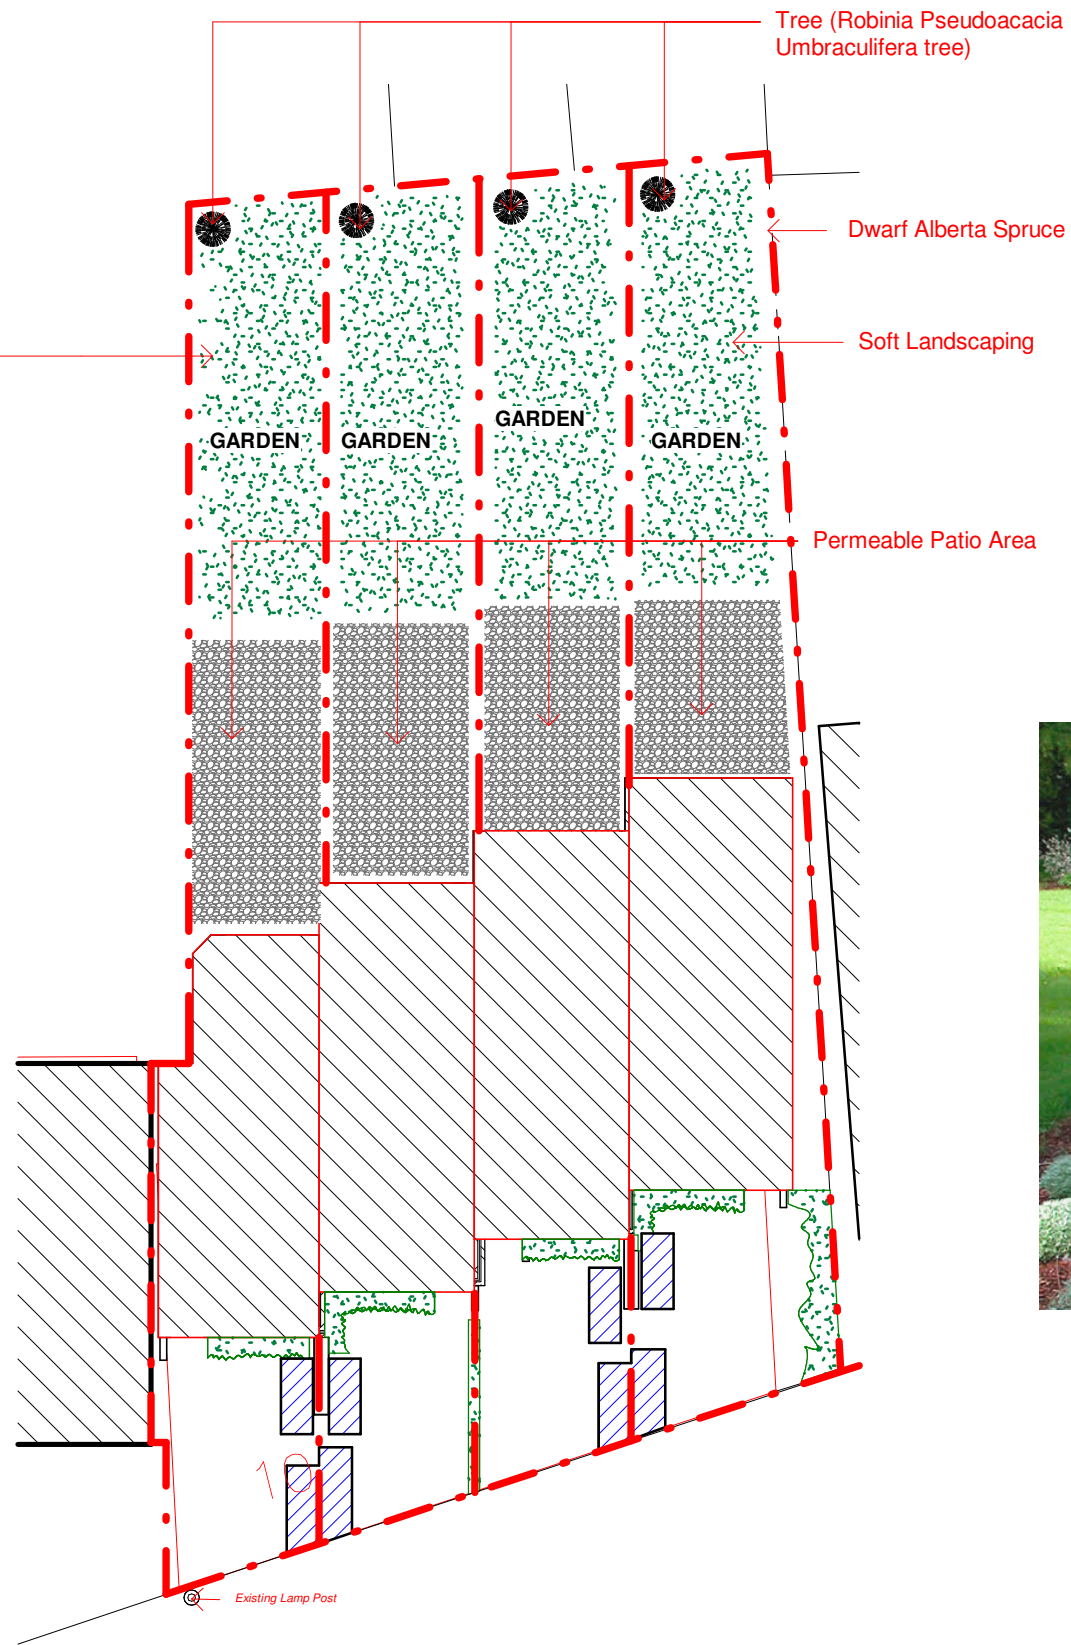 Tree (Robinia Pseudoacacia
Umbraculifera tree)
Dwarf Alberta Spruce
Soft Landscaping
GARDEN
GARDEN
GARDEN
GARDEN
Permeable Patio Area
10
Existing Lamp Post